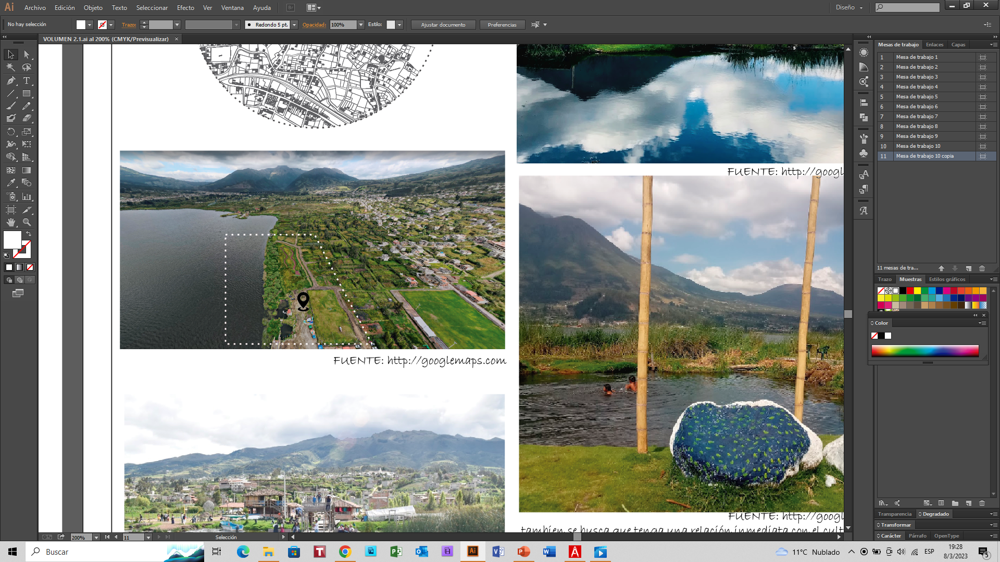 Ai Archivo Edición Objeto Texto Seleccionar Efecto Ver Ventana Ayuda Br Diseño
No hay selección Trazo: Redondo 5 pt. Opacidad: 100% Estilo: Ajustar documento Preferencias
VOLUMEN 2.1.ai al 200% (CMYK/Previsualizar)
Mesas de trabajo Enlaces Capas
1 Mesa de trabajo 1
2 Mesa de trabajo 2
3 Mesa de trabajo 3
4 Mesa de trabajo 4
5 Mesa de trabajo 5
6 Mesa de trabajo 6
7 Mesa de trabajo 7
8 Mesa de trabajo 8
9 Mesa de trabajo 9
10 Mesa de trabajo 10
11 Mesa de trabajo 10 copia
11 mesas de tra...
Trazo Muestras Estilos gráficos
Color
FUENTE: http://googl
FUENTE: http://googlemaps.com
FUENTE: http://googl
tambien se busca que tenga una relación inmediata con el cult
Transparencia Degradado
Transformar
Carácter Párrafo OpenType
200% 11 Selección
Buscar
11°C Nublado ESP 19:28
8/3/2023 5